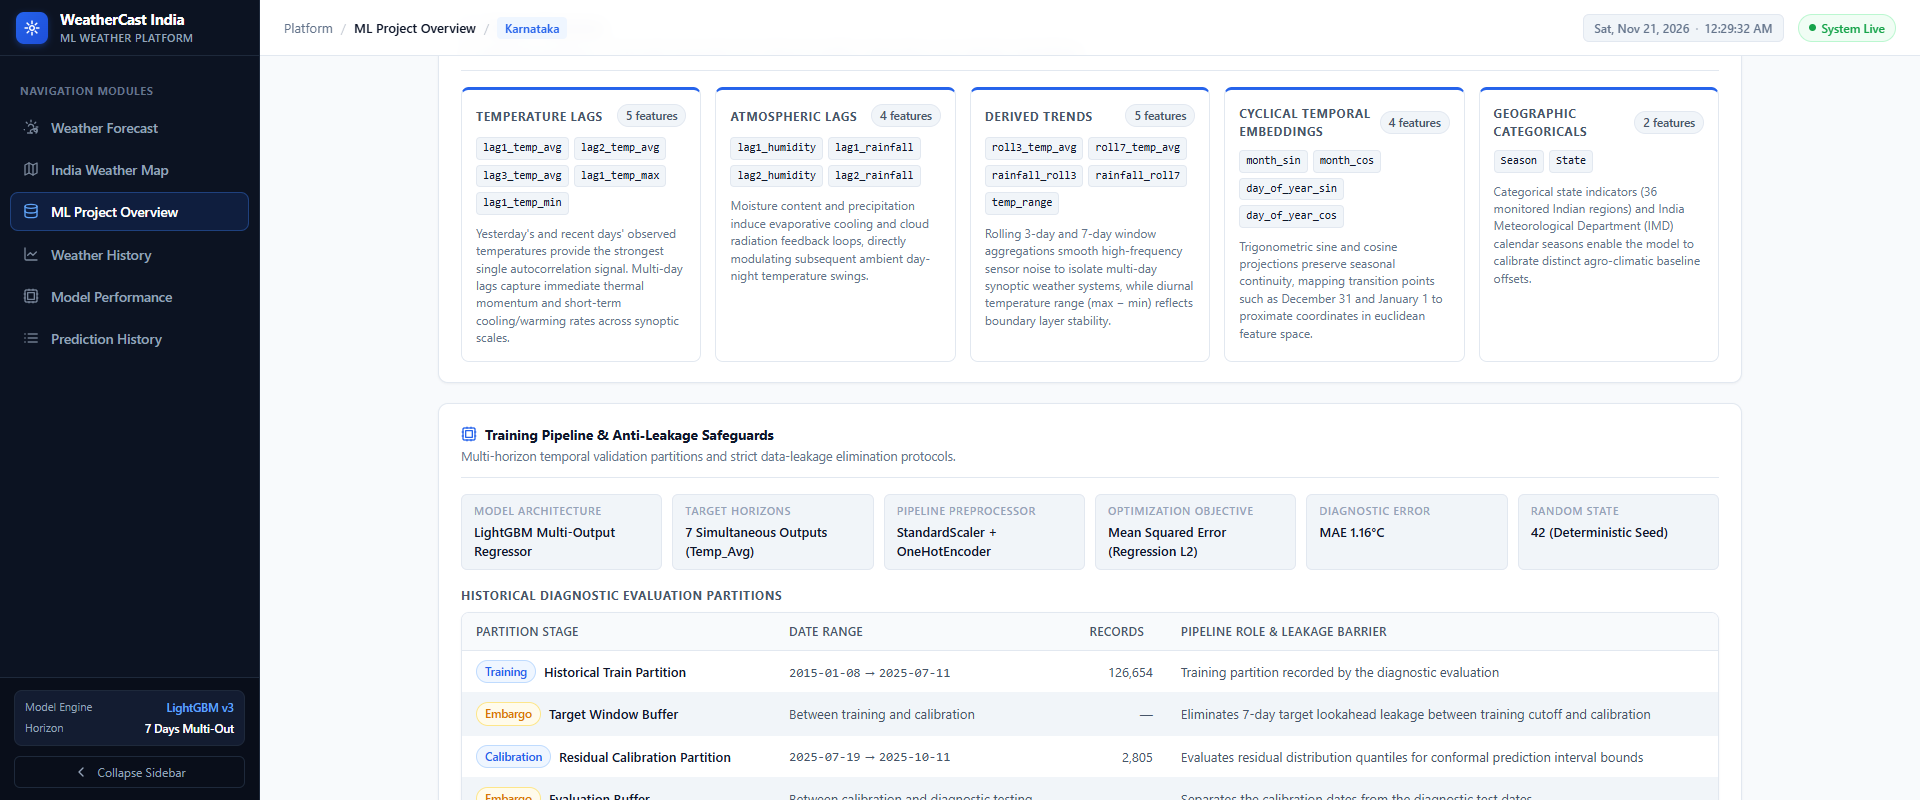 WeatherCast India
ML WEATHER PLATFORM
NAVIGATION MODULES
Weather Forecast
India Weather Map
ML Project Overview
Weather History
Model Performance
Prediction History
Model Engine LightGBM v3
Horizon 7 Days Multi-Out
Collapse Sidebar
Platform / ML Project Overview / Karnataka
Sat, Nov 21, 2026 · 12:29:32 AM
System Live
TEMPERATURE LAGS 5 features
lag1_temp_avg lag2_temp_avg
lag3_temp_avg lag1_temp_max
lag1_temp_min
Yesterday's and recent days' observed
temperatures provide the strongest
single autocorrelation signal. Multi-day
lags capture immediate thermal
momentum and short-term
cooling/warming rates across synoptic
scales.
ATMOSPHERIC LAGS 4 features
lag1_humidity lag1_rainfall
lag2_humidity lag2_rainfall
Moisture content and precipitation
induce evaporative cooling and cloud
radiation feedback loops, directly
modulating subsequent ambient day-
night temperature swings.
DERIVED TRENDS 5 features
roll3_temp_avg roll7_temp_avg
rainfall_roll3 rainfall_roll7
temp_range
Rolling 3-day and 7-day window
aggregations smooth high-frequency
sensor noise to isolate multi-day
synoptic weather systems, while diurnal
temperature range (max − min) reflects
boundary layer stability.
CYCLICAL TEMPORAL
EMBEDDINGS 4 features
month_sin month_cos
day_of_year_sin
day_of_year_cos
Trigonometric sine and cosine
projections preserve seasonal
continuity, mapping transition points
such as December 31 and January 1 to
proximate coordinates in euclidean
feature space.
GEOGRAPHIC
CATEGORICALS 2 features
Season State
Categorical state indicators (36
monitored Indian regions) and India
Meteorological Department (IMD)
calendar seasons enable the model to
calibrate distinct agro-climatic baseline
offsets.
Training Pipeline & Anti-Leakage Safeguards
Multi-horizon temporal validation partitions and strict data-leakage elimination protocols.
MODEL ARCHITECTURE
LightGBM Multi-Output
Regressor
TARGET HORIZONS
7 Simultaneous Outputs
(Temp_Avg)
PIPELINE PREPROCESSOR
StandardScaler +
OneHotEncoder
OPTIMIZATION OBJECTIVE
Mean Squared Error
(Regression L2)
DIAGNOSTIC ERROR
MAE 1.16°C
RANDOM STATE
42 (Deterministic Seed)
HISTORICAL DIAGNOSTIC EVALUATION PARTITIONS
PARTITION STAGE DATE RANGE RECORDS PIPELINE ROLE & LEAKAGE BARRIER
Training Historical Train Partition 2015-01-08 → 2025-07-11 126,654 Training partition recorded by the diagnostic evaluation
Embargo Target Window Buffer Between training and calibration — Eliminates 7-day target lookahead leakage between training cutoff and calibration
Calibration Residual Calibration Partition 2025-07-19 → 2025-10-11 2,805 Evaluates residual distribution quantiles for conformal prediction interval bounds
Embargo Evaluation Buffer Between calibration and diagnostic testing Separates the calibration dates from the diagnostic test dates